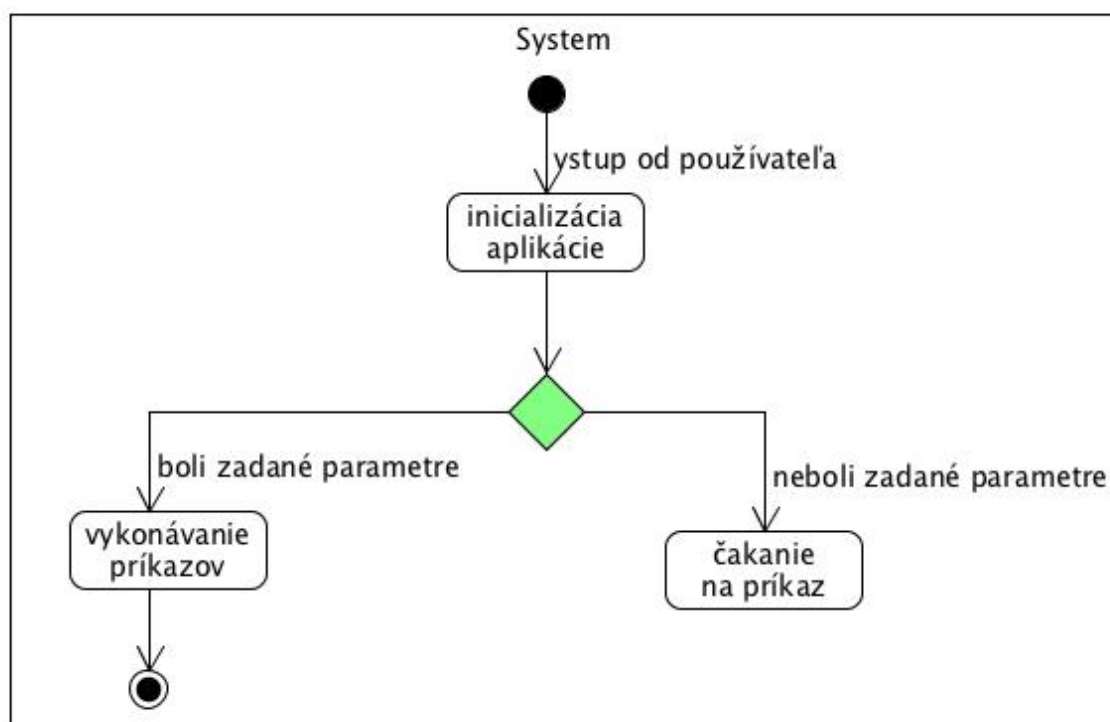 System
vstup od používateľa
inicializácia
aplikácie
boli zadané parametre
neboli zadané parametre
vykonávanie
príkazov
čakanie
na príkaz